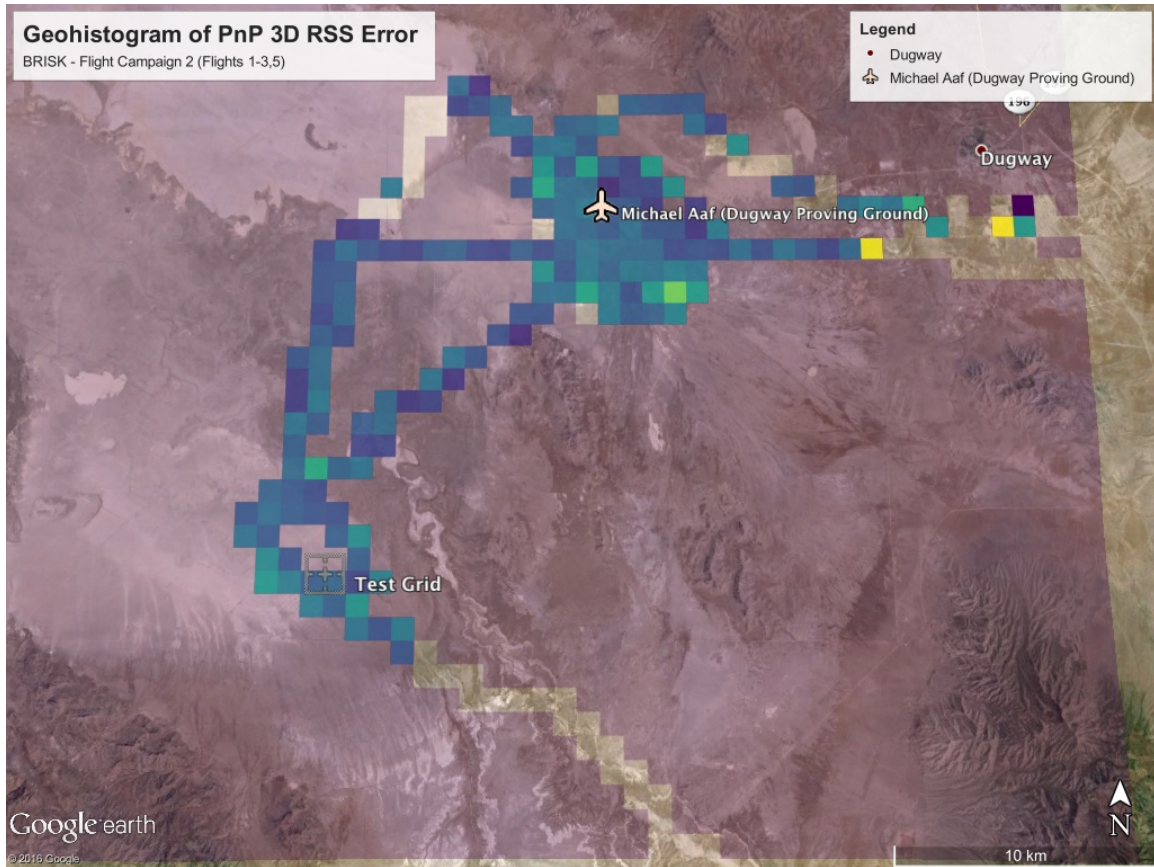 Geohistogram of PnP 3D RSS Error
BRISK - Flight Campaign 2 (Flights 1-3,5)
Legend
Dugway
Michael Aaf (Dugway Proving Ground)
196
Dugway
Michael Aaf (Dugway Proving Ground)
Test Grid
Google earth
© 2016 Google
N
10 km